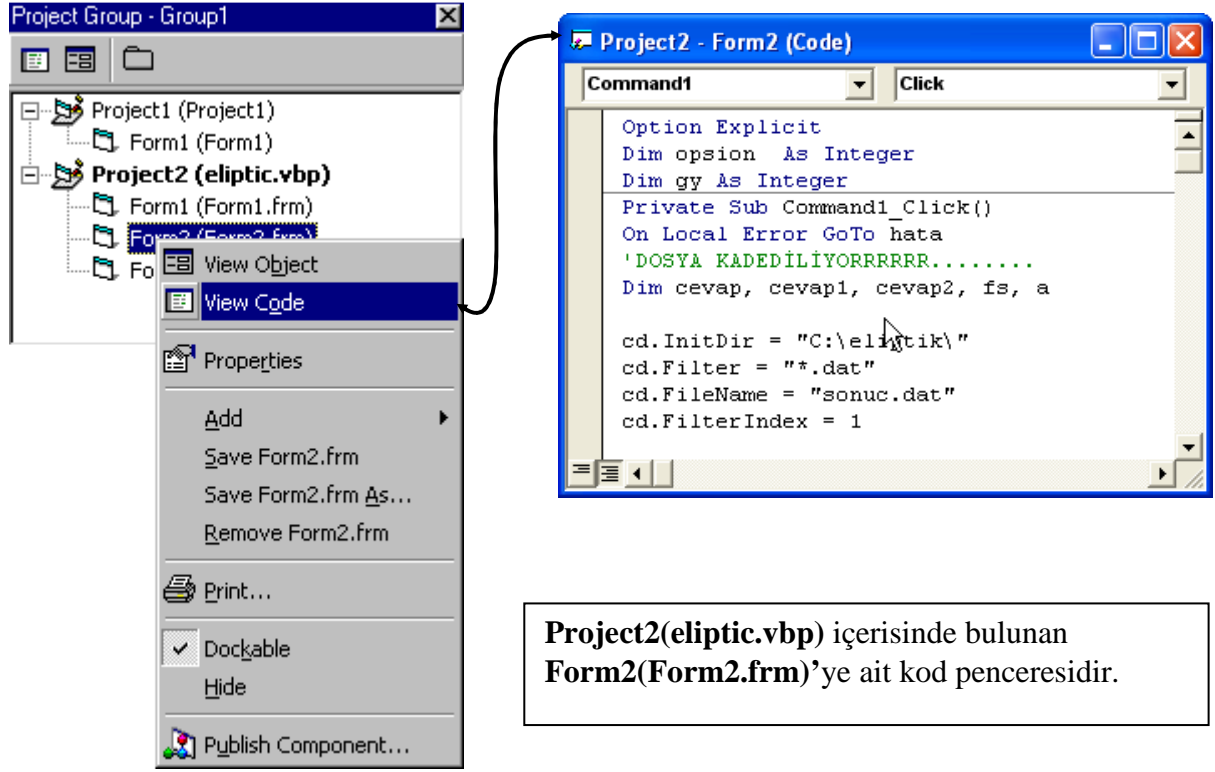 Project Group - Group1
Project1 (Project1)
Form1 (Form1)
Project2 (eliptic.vbp)
Form1 (Form1.frm)
Form2 (Form2.frm)
Fo
View Object
View Code
Properties
Add
Save Form2.frm
Save Form2.frm As...
Remove Form2.frm
Print...
Dockable
Hide
Publish Component...
Project2 - Form2 (Code)
Command1 Click
Option Explicit
Dim opsion As Integer
Dim gy As Integer
Private Sub Command1_Click()
On Local Error GoTo hata
'DOSYA KADEDİLİYORRRRRR........
Dim cevap, cevap1, cevap2, fs, a
cd.InitDir = "C:\eliptik\"
cd.Filter = "*.dat"
cd.FileName = "sonuc.dat"
cd.FilterIndex = 1
Project2(eliptic.vbp) içerisinde bulunan
Form2(Form2.frm)’ye ait kod penceresidir.